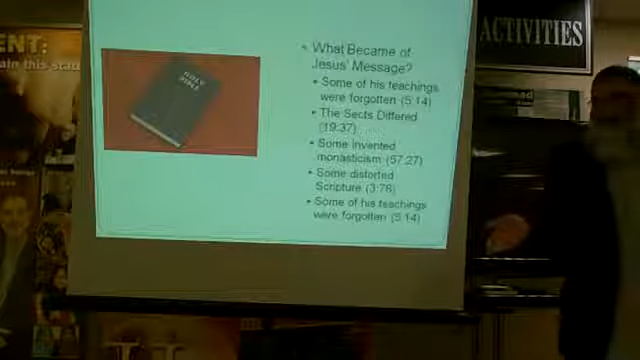 ENT:
ain this stat
HOLY
BIBLE
• What Became of
Jesus' Message?
• Some of his teachings
were forgotten (5:14)
• The Sects Differed
(19:37)
• Some invented
monasticism (57:27)
• Some distorted
Scripture (3:78)
• Some of his teachings
were forgotten (5:14)
ACTIVITIES